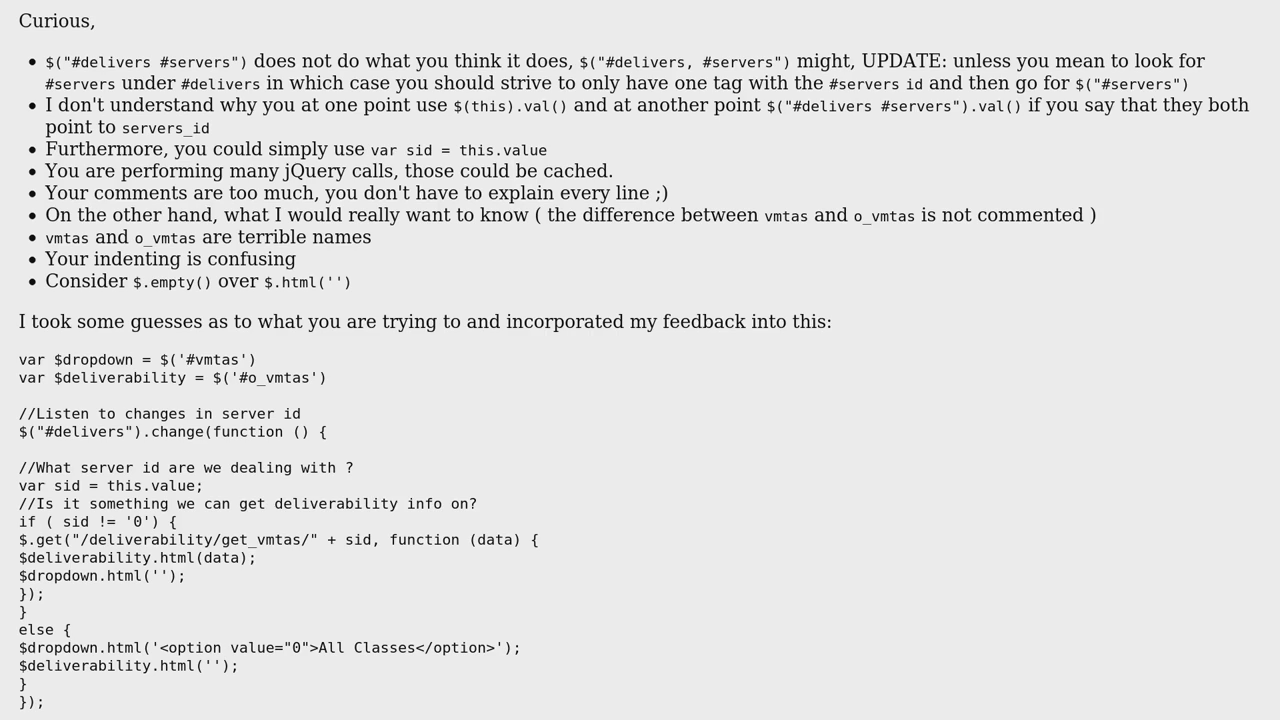 Curious,
• $("#delivers #servers") does not do what you think it does, $("#delivers, #servers") might, UPDATE: unless you mean to look for
#servers under #delivers in which case you should strive to only have one tag with the #servers id and then go for $("#servers")
• I don't understand why you at one point use $(this).val() and at another point $("#delivers #servers").val() if you say that they both
point to servers_id
• Furthermore, you could simply use var sid = this.value
• You are performing many jQuery calls, those could be cached.
• Your comments are too much, you don't have to explain every line ;)
• On the other hand, what I would really want to know ( the difference between vmtas and o_vmtas is not commented )
• vmtas and o_vmtas are terrible names
• Your indenting is confusing
• Consider $.empty() over $.html('')
I took some guesses as to what you are trying to and incorporated my feedback into this:
var $dropdown = $('#vmtas')
var $deliverability = $('#o_vmtas')
//Listen to changes in server id
$("#delivers").change(function () {
//What server id are we dealing with ?
var sid = this.value;
//Is it something we can get deliverability info on?
if ( sid != '0') {
$.get("/deliverability/get_vmtas/" + sid, function (data) {
$deliverability.html(data);
$dropdown.html('');
});
}
else {
$dropdown.html('<option value="0">All Classes</option>');
$deliverability.html('');
}
});